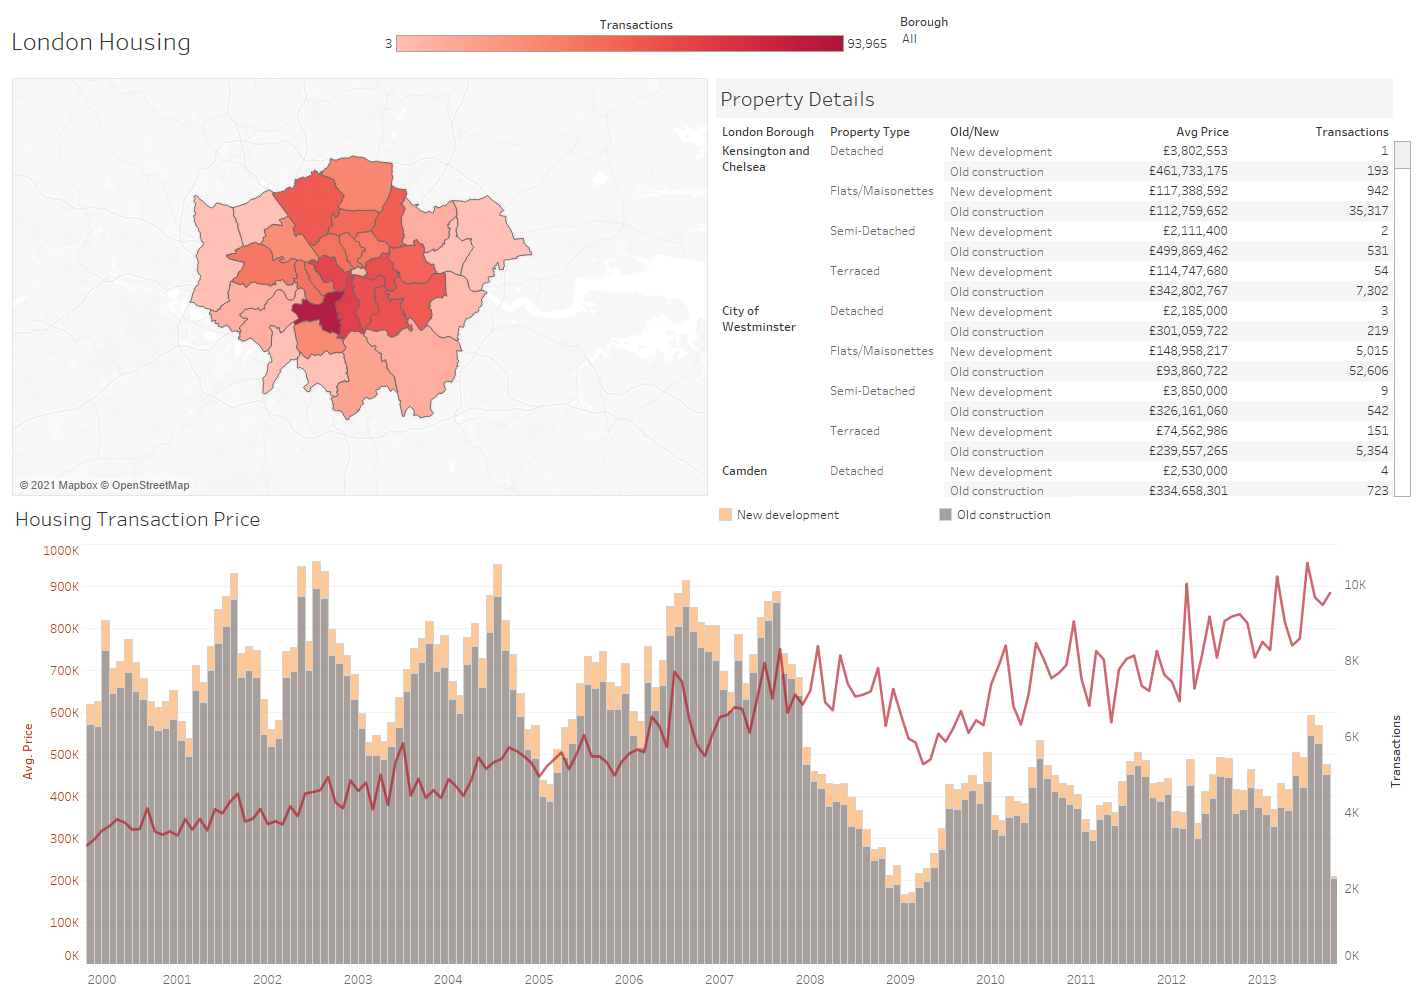 London Housing
Transactions
3
93,965
Borough
All
© 2021 Mapbox © OpenStreetMap
Property Details
London Borough Property Type Old/New Avg Price Transactions
Kensington and Chelsea Detached New development £3,802,553 1
Old construction £461,733,175 193
Flats/Maisonettes New development £117,388,592 942
Old construction £112,759,652 35,317
Semi-Detached New development £2,111,400 2
Old construction £499,869,462 531
Terraced New development £114,747,680 54
Old construction £342,802,767 7,302
City of Westminster Detached New development £2,185,000 3
Old construction £301,059,722 219
Flats/Maisonettes New development £148,958,217 5,015
Old construction £93,860,722 52,606
Semi-Detached New development £3,850,000 9
Old construction £326,161,060 542
Terraced New development £74,562,986 151
Old construction £239,557,265 5,354
Camden Detached New development £2,530,000 4
Old construction £334,658,301 723
Housing Transaction Price
New development
Old construction
1000K
900K
800K
700K
600K
500K
400K
300K
200K
100K
0K
Avg. Price
10K
8K
6K
4K
2K
0K
Transactions
2000 2001 2002 2003 2004 2005 2006 2007 2008 2009 2010 2011 2012 2013